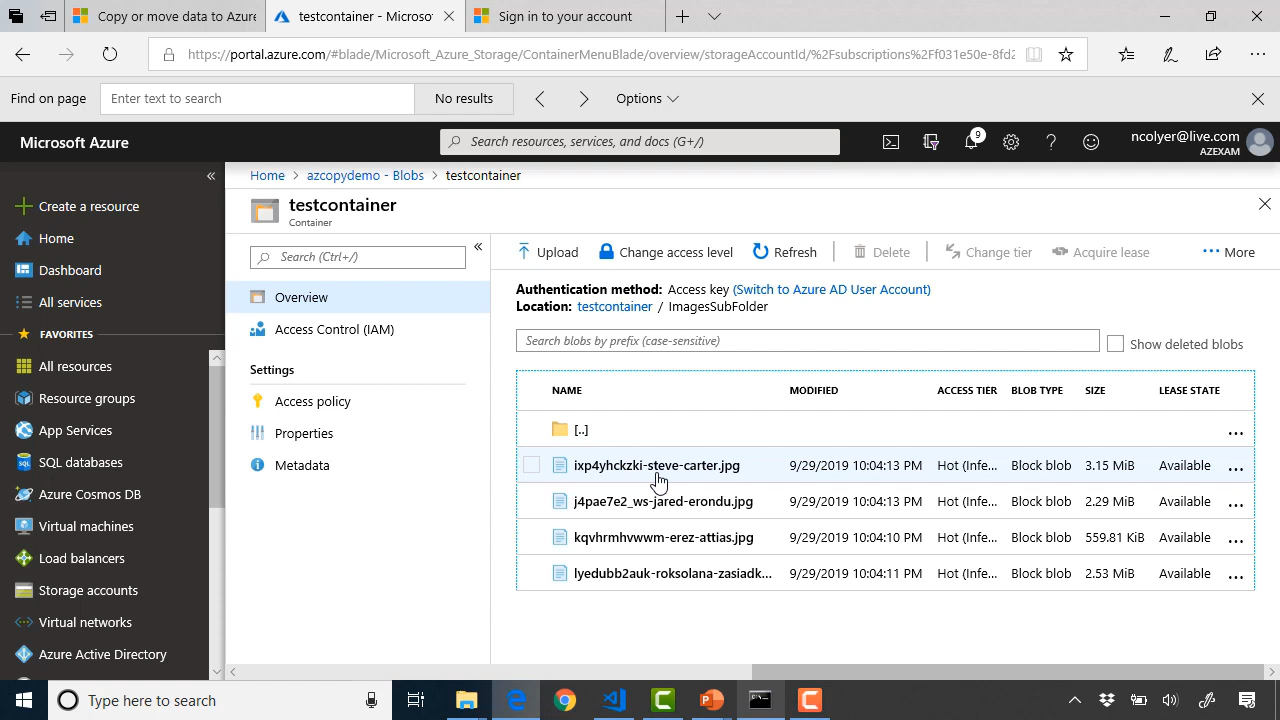 Copy or move data to Azure
testcontainer - Microso
Sign in to your account
https://portal.azure.com/#blade/Microsoft_Azure_Storage/ContainerMenuBlade/overview/storageAccountId/%2Fsubscriptions%2Ff031e50e-8fd2
Find on page
Enter text to search
No results
Options
Microsoft Azure
Search resources, services, and docs (G+/)
9
ncolyer@live.com
AZEXAM
Create a resource
Home
Dashboard
All services
FAVORITES
All resources
Resource groups
App Services
SQL databases
Azure Cosmos DB
Virtual machines
Load balancers
Storage accounts
Virtual networks
Azure Active Directory
Home > azcopydemo - Blobs > testcontainer
testcontainer
Container
Search (Ctrl+/)
Overview
Access Control (IAM)
Settings
Access policy
Properties
Metadata
Upload Change access level Refresh Delete Change tier Acquire lease ... More
Authentication method: Access key (Switch to Azure AD User Account)
Location: testcontainer / ImagesSubFolder
Search blobs by prefix (case-sensitive)
Show deleted blobs
NAME MODIFIED ACCESS TIER BLOB TYPE SIZE LEASE STATE
[..] ...
ixp4yhckzki-steve-carter.jpg 9/29/2019 10:04:13 PM Hot (Infe... Block blob 3.15 MiB Available ...
j4pae7e2_ws-jared-erondu.jpg 9/29/2019 10:04:13 PM Hot (Infe... Block blob 2.29 MiB Available ...
kqvhrmhvwwm-erez-attias.jpg 9/29/2019 10:04:10 PM Hot (Infe... Block blob 559.81 KiB Available ...
lyedubb2auk-roksolana-zasiadk... 9/29/2019 10:04:11 PM Hot (Infe... Block blob 2.53 MiB Available ...
Type here to search